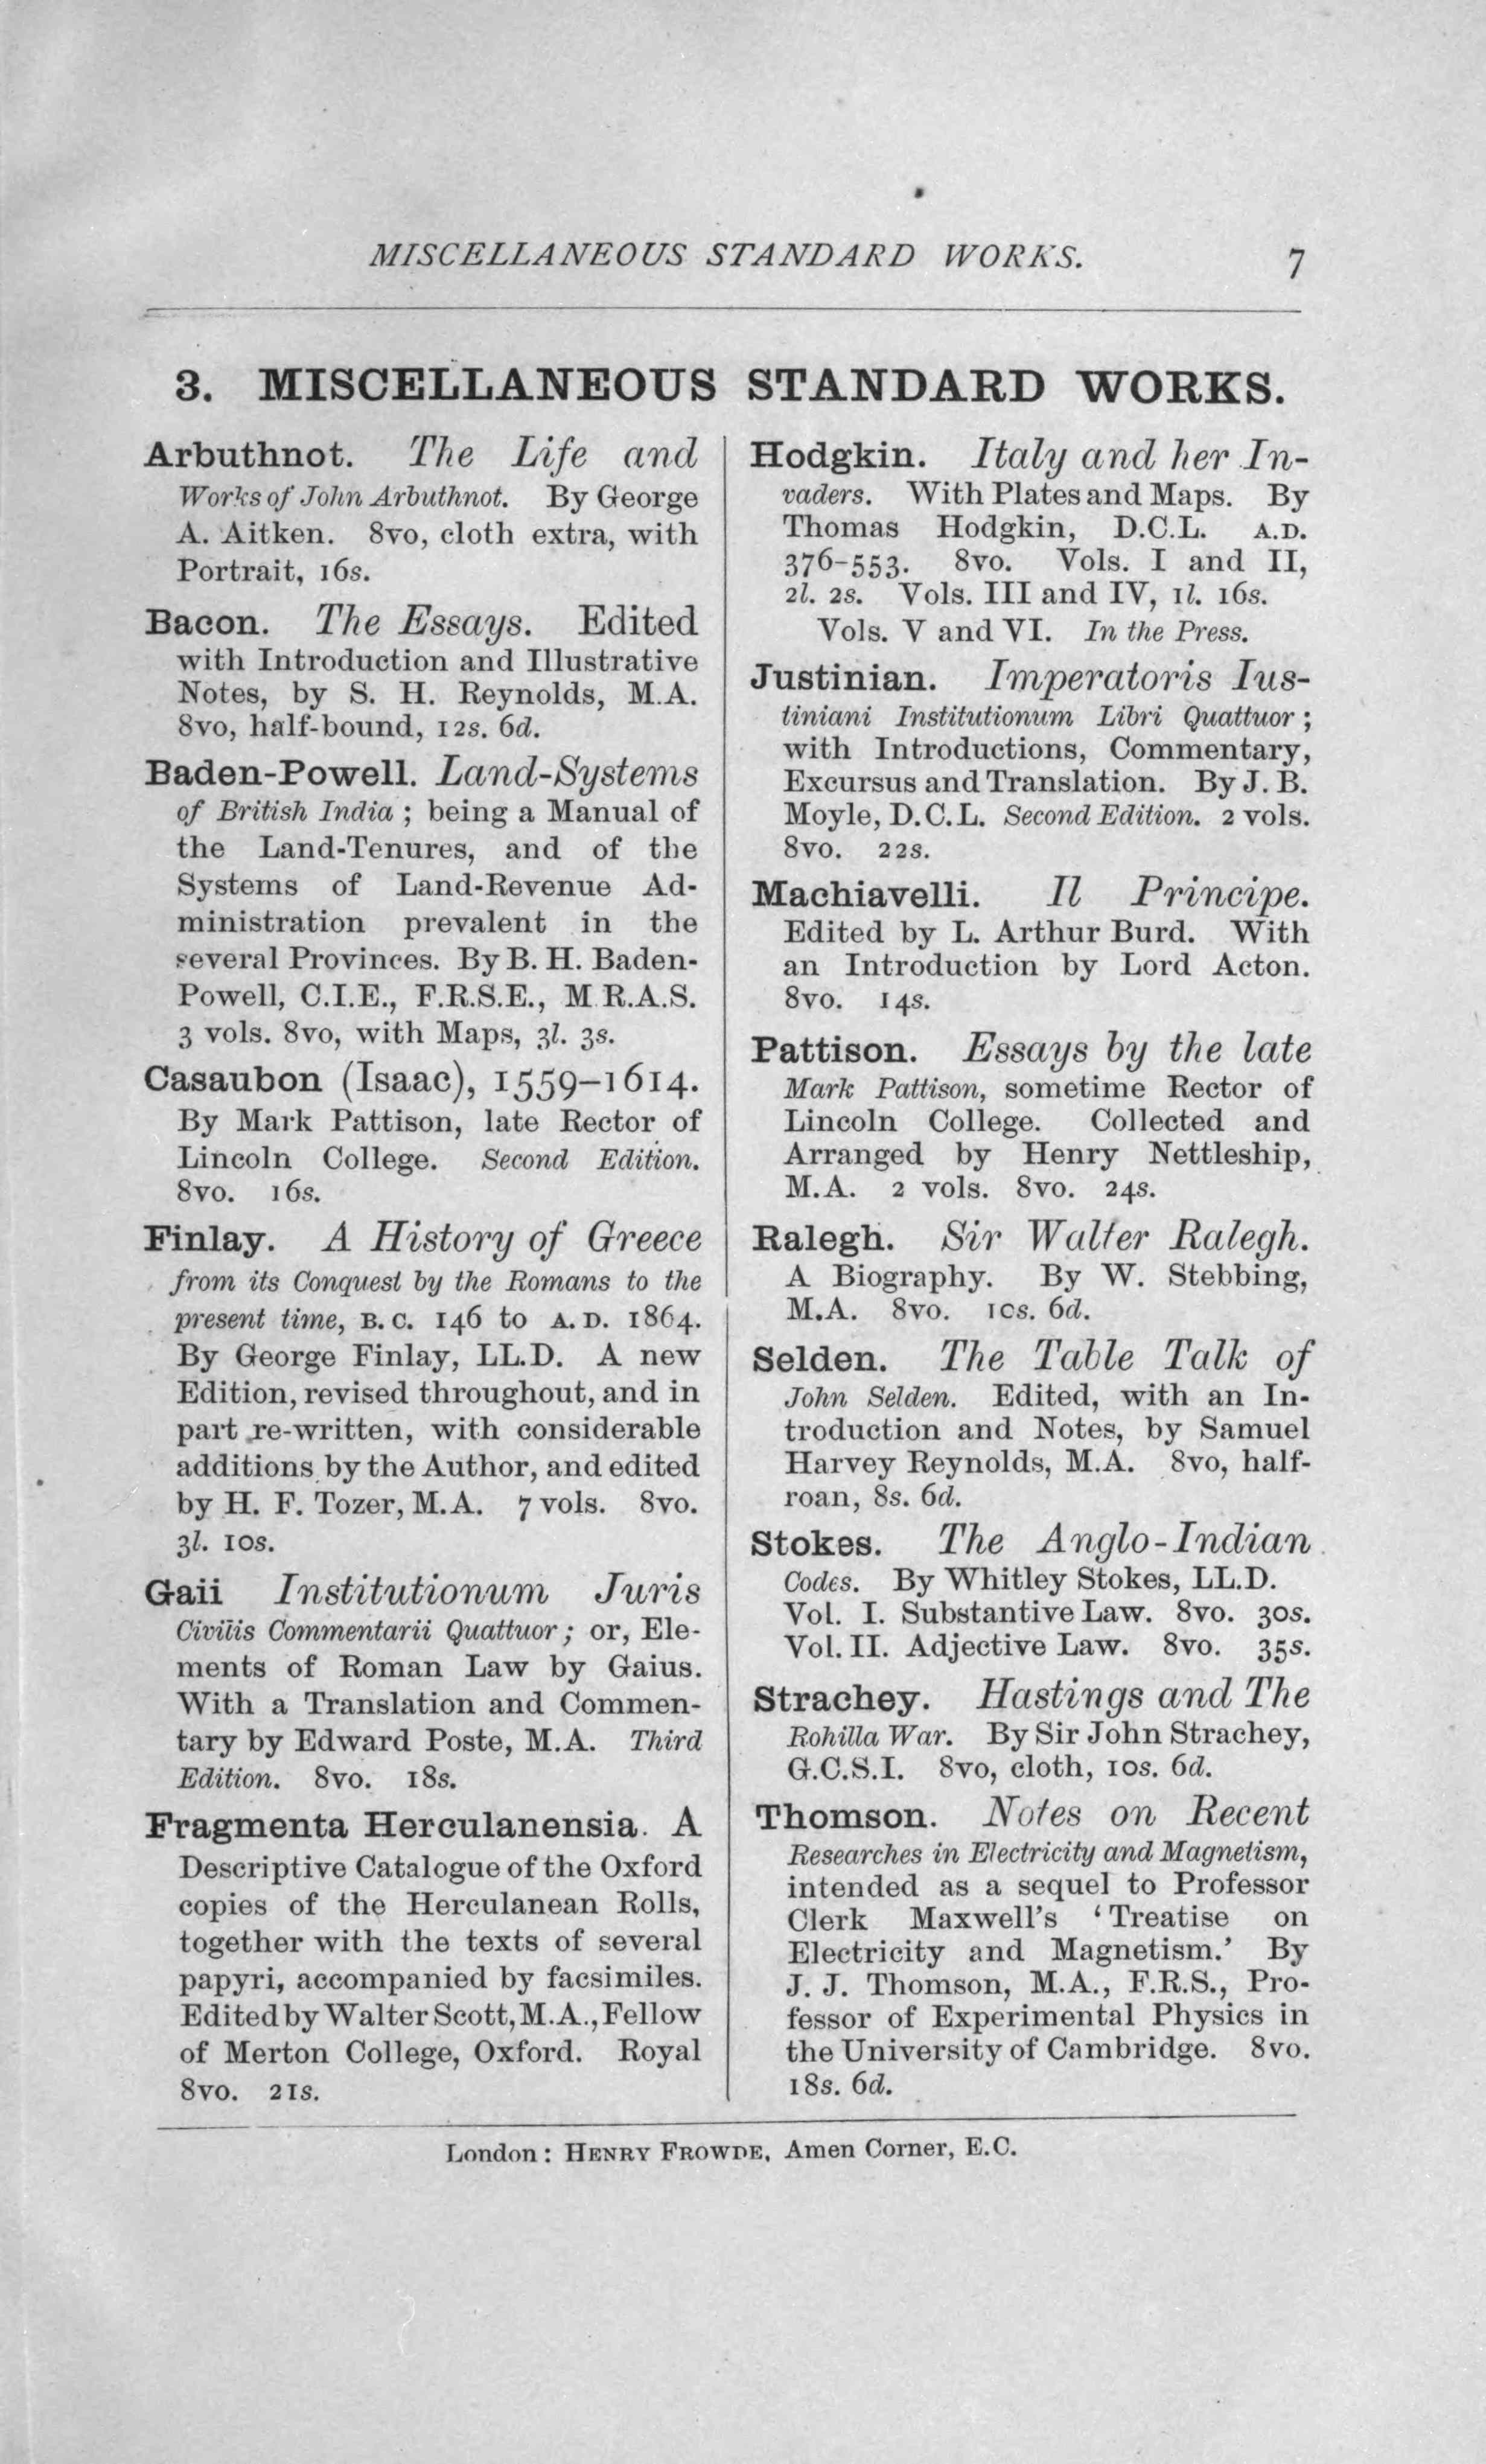 MISCELLANEOUS STANDARD WORKS. 7
3. MISCELLANEOUS STANDARD WORKS.
Arbuthnot. The Life and
Works of John Arbuthnot. By George
A. Aitken. 8vo, cloth extra, with
Portrait, 16s.
Bacon. The Essays. Edited
with Introduction and Illustrative
Notes, by S. H. Reynolds, M.A.
8vo, half-bound, 12s. 6d.
Baden-Powell. Land-Systems
of British India; being a Manual of
the Land-Tenures, and of the
Systems of Land-Revenue Ad-
ministration prevalent in the
several Provinces. By B. H. Baden-
Powell, C.I.E., F.R.S.E., M.R.A.S.
3 vols. 8vo, with Maps, 3l. 3s.
Casaubon (Isaac), 1559-1614.
By Mark Pattison, late Rector of
Lincoln College. Second Edition.
8vo. 16s.
Finlay. A History of Greece
from its Conquest by the Romans to the
present time, B.C. 146 to A.D. 1864.
By George Finlay, LL.D. A new
Edition, revised throughout, and in
part re-written, with considerable
additions by the Author, and edited
by H. F. Tozer, M.A. 7 vols. 8vo.
3l. 10s.
Gaii Institutionum Juris
Civilis Commentarii Quattuor; or, Ele-
ments of Roman Law by Gaius.
With a Translation and Commen-
tary by Edward Poste, M.A. Third
Edition. 8vo. 18s.
Fragmenta Herculanensia. A
Descriptive Catalogue of the Oxford
copies of the Herculanean Rolls,
together with the texts of several
papyri, accompanied by facsimiles.
Edited by Walter Scott, M.A., Fellow
of Merton College, Oxford. Royal
8vo. 21s.
Hodgkin. Italy and her In-
vaders. With Plates and Maps. By
Thomas Hodgkin, D.C.L. A.D.
376-553. 8vo. Vols. I and II,
2l. 2s. Vols. III and IV, 1l. 16s.
Vols. V and VI. In the Press.
Justinian. Imperatoris Ius-
tiniani Institutionum Libri Quattuor;
with Introductions, Commentary,
Excursus and Translation. By J. B.
Moyle, D.C.L. Second Edition. 2 vols.
8vo. 22s.
Machiavelli. Il Principe.
Edited by L. Arthur Burd. With
an Introduction by Lord Acton.
8vo. 14s.
Pattison. Essays by the late
Mark Pattison, sometime Rector of
Lincoln College. Collected and
Arranged by Henry Nettleship,
M.A. 2 vols. 8vo. 24s.
Ralegh. Sir Walter Ralegh.
A Biography. By W. Stebbing,
M.A. 8vo. 10s. 6d.
Selden. The Table Talk of
John Selden. Edited, with an In-
troduction and Notes, by Samuel
Harvey Reynolds, M.A. 8vo, half-
roan, 8s. 6d.
Stokes. The Anglo-Indian
Codes. By Whitley Stokes, LL.D.
Vol. I. Substantive Law. 8vo. 30s.
Vol. II. Adjective Law. 8vo. 35s.
Strachey. Hastings and The
Rohilla War. By Sir John Strachey,
G.C.S.I. 8vo, cloth, 10s. 6d.
Thomson. Notes on Recent
Researches in Electricity and Magnetism,
intended as a sequel to Professor
Clerk Maxwell's 'Treatise on
Electricity and Magnetism.' By
J. J. Thomson, M.A., F.R.S., Pro-
fessor of Experimental Physics in
the University of Cambridge. 8vo.
18s. 6d.
London: HENRY FROWDE, Amen Corner, E.C.